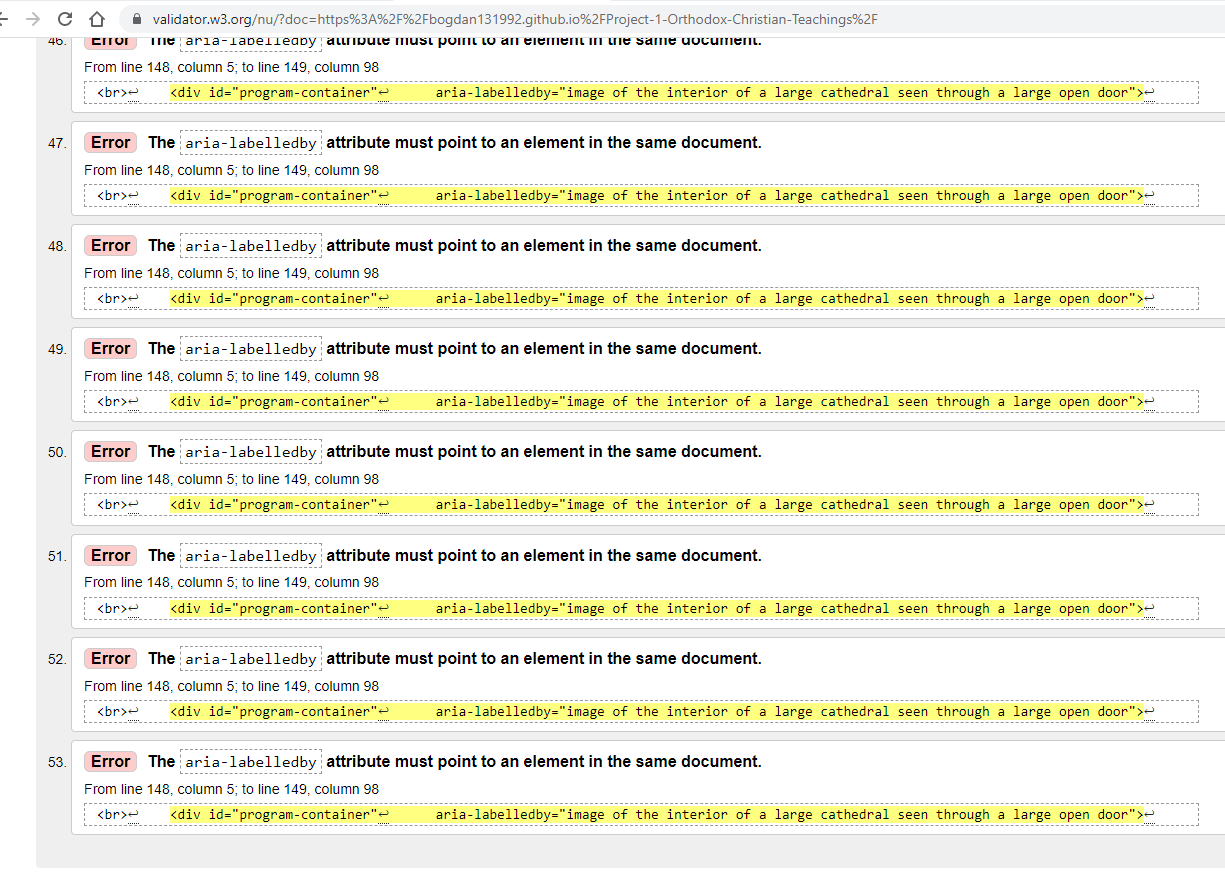 validator.w3.org/nu/?doc=https%3A%2F%2Fbogdan131992.github.io%2FProject-1-Orthodox-Christian-Teachings%2F
46. Error The aria-labelledby attribute must point to an element in the same document.
From line 148, column 5; to line 149, column 98
<br>↩ <div id="program-container"↩ aria-labelledby="image of the interior of a large cathedral seen through a large open door">↩
47. Error The aria-labelledby attribute must point to an element in the same document.
From line 148, column 5; to line 149, column 98
<br>↩ <div id="program-container"↩ aria-labelledby="image of the interior of a large cathedral seen through a large open door">↩
48. Error The aria-labelledby attribute must point to an element in the same document.
From line 148, column 5; to line 149, column 98
<br>↩ <div id="program-container"↩ aria-labelledby="image of the interior of a large cathedral seen through a large open door">↩
49. Error The aria-labelledby attribute must point to an element in the same document.
From line 148, column 5; to line 149, column 98
<br>↩ <div id="program-container"↩ aria-labelledby="image of the interior of a large cathedral seen through a large open door">↩
50. Error The aria-labelledby attribute must point to an element in the same document.
From line 148, column 5; to line 149, column 98
<br>↩ <div id="program-container"↩ aria-labelledby="image of the interior of a large cathedral seen through a large open door">↩
51. Error The aria-labelledby attribute must point to an element in the same document.
From line 148, column 5; to line 149, column 98
<br>↩ <div id="program-container"↩ aria-labelledby="image of the interior of a large cathedral seen through a large open door">↩
52. Error The aria-labelledby attribute must point to an element in the same document.
From line 148, column 5; to line 149, column 98
<br>↩ <div id="program-container"↩ aria-labelledby="image of the interior of a large cathedral seen through a large open door">↩
53. Error The aria-labelledby attribute must point to an element in the same document.
From line 148, column 5; to line 149, column 98
<br>↩ <div id="program-container"↩ aria-labelledby="image of the interior of a large cathedral seen through a large open door">↩